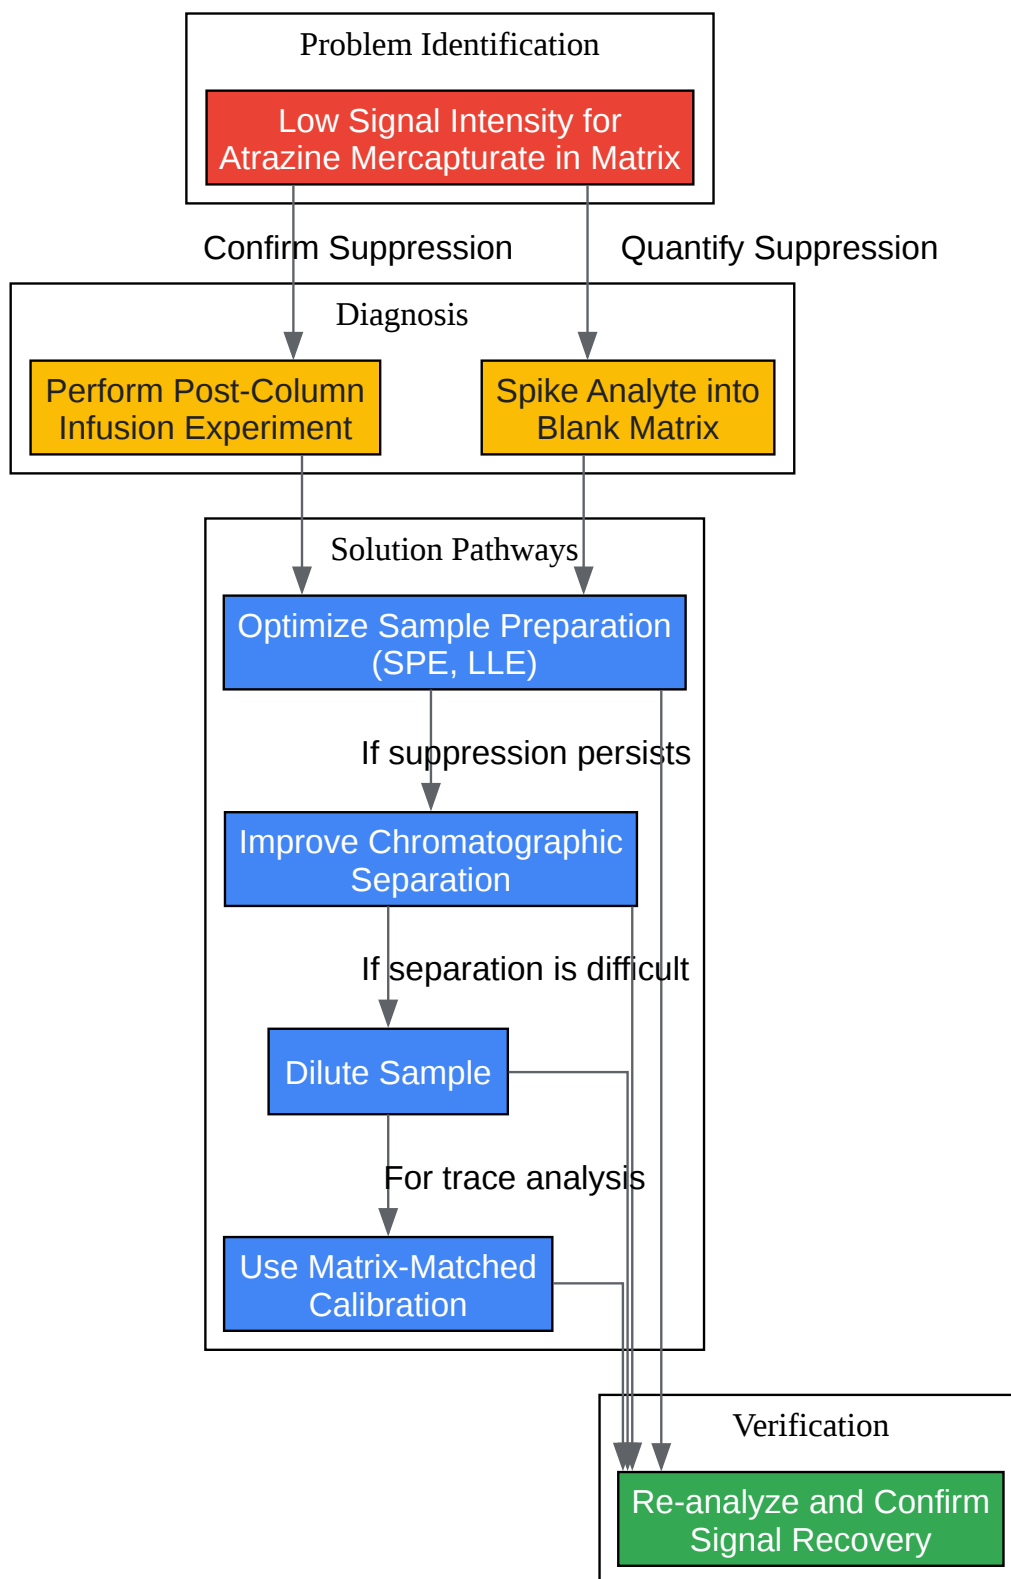 Problem Identification
Low Signal Intensity for
Atrazine Mercapturate in Matrix
Confirm Suppression
Quantify Suppression
Diagnosis
Perform Post-Column
Infusion Experiment
Spike Analyte into
Blank Matrix
Solution Pathways
Optimize Sample Preparation
(SPE, LLE)
If suppression persists
Improve Chromatographic
Separation
If separation is difficult
Dilute Sample
For trace analysis
Use Matrix-Matched
Calibration
Verification
Re-analyze and Confirm
Signal Recovery